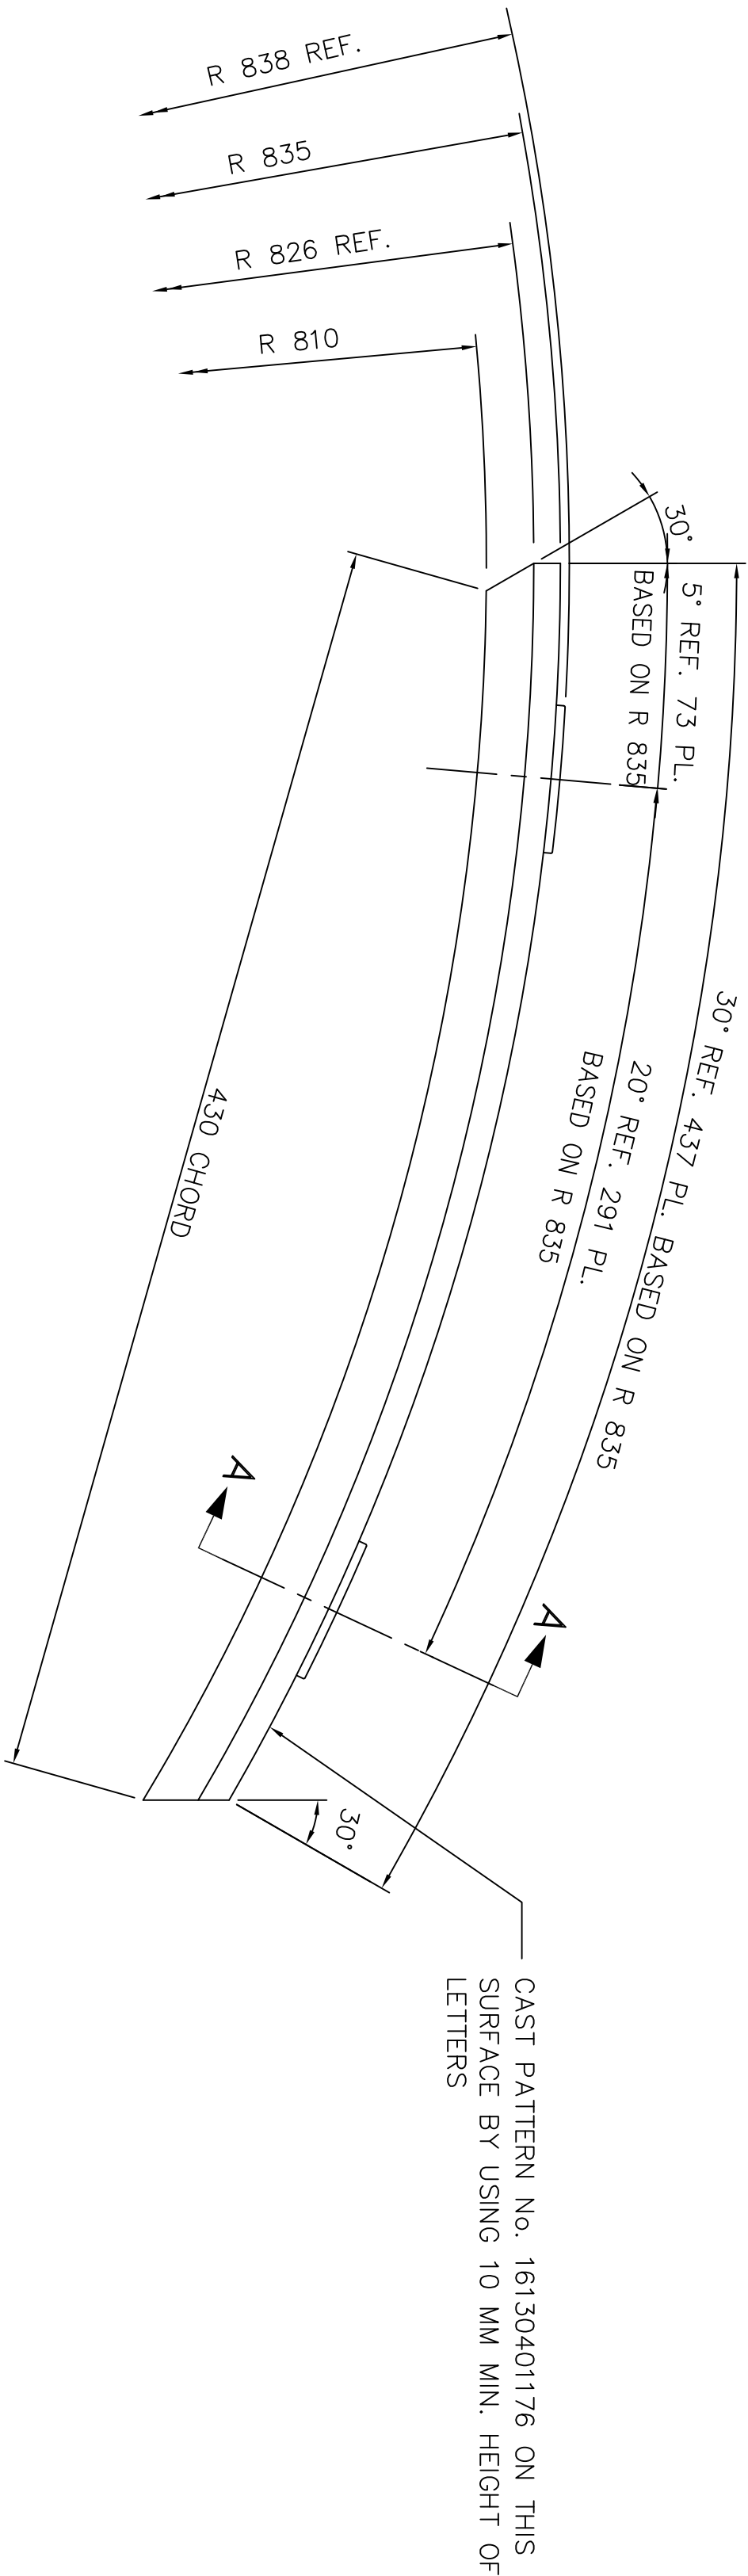 R 838 REF.
R 835
R 826 REF.
R 810
30°
5° REF. 73 PL.
BASED ON R 835
30° REF. 437 PL. BASED ON R 835
20° REF. 291 PL.
BASED ON R 835
430 CHORD
A
A
30°
CAST PATTERN No. 16130401176 ON THIS
SURFACE BY USING 10 MM MIN. HEIGHT OF
LETTERS